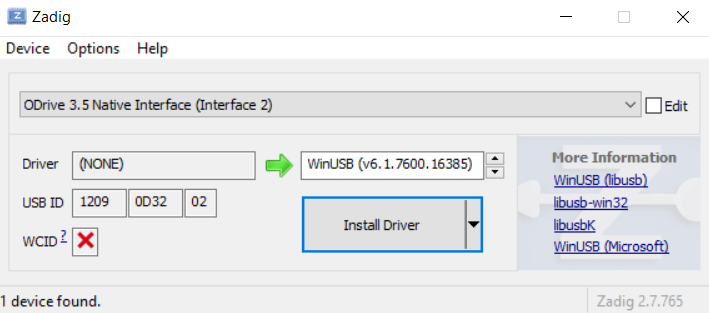 Zadig
Device Options Help
ODrive 3.5 Native Interface (Interface 2)
Edit
Driver (NONE) WinUSB (v6.1.7600.16385)
USB ID 1209 0D32 02
WCID ?
Install Driver
More Information
WinUSB (libusb)
libusb-win32
libusbK
WinUSB (Microsoft)
1 device found. Zadig 2.7.765